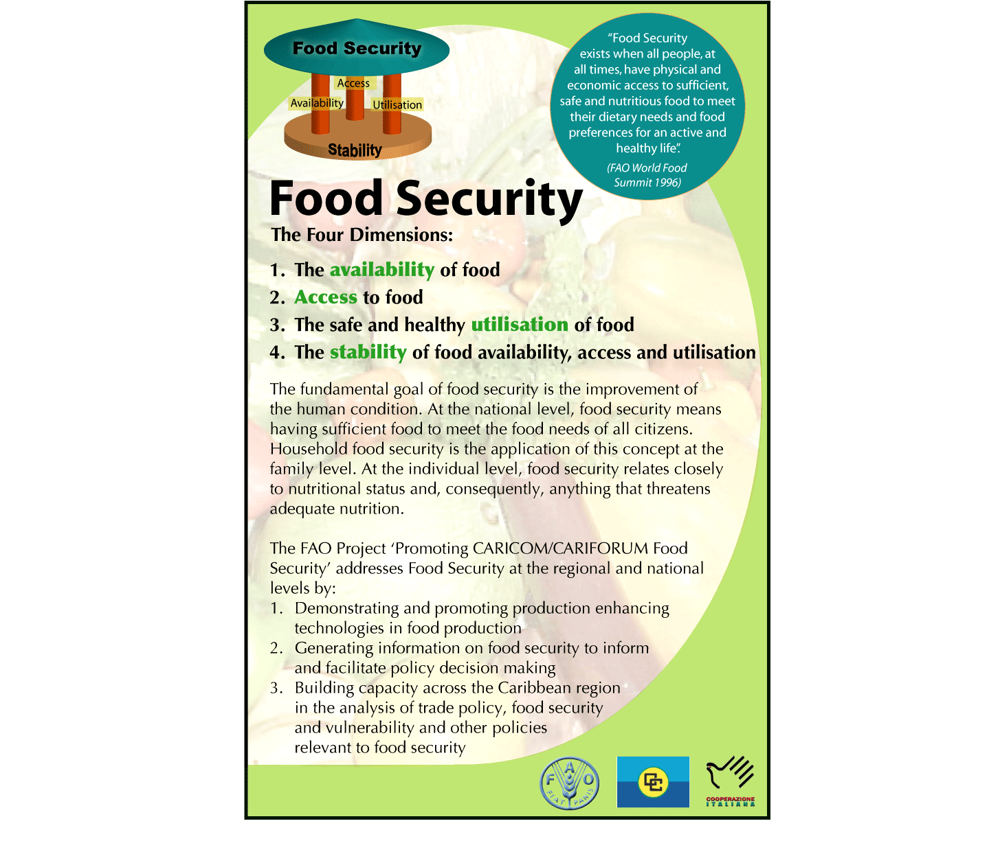 Food Security
Access
Availability
Utilisation
Stability
“Food Security
exists when all people, at
all times, have physical and
economic access to sufficient,
safe and nutritious food to meet
their dietary needs and food
preferences for an active and
healthy life”.
(FAO World Food
Summit 1996)
Food Security
The Four Dimensions:
1. The availability of food
2. Access to food
3. The safe and healthy utilisation of food
4. The stability of food availability, access and utilisation
The fundamental goal of food security is the improvement of
the human condition. At the national level, food security means
having sufficient food to meet the food needs of all citizens.
Household food security is the application of this concept at the
family level. At the individual level, food security relates closely
to nutritional status and, consequently, anything that threatens
adequate nutrition.
The FAO Project ‘Promoting CARICOM/CARIFORUM Food
Security’ addresses Food Security at the regional and national
levels by:
1. Demonstrating and promoting production enhancing
technologies in food production
2. Generating information on food security to inform
and facilitate policy decision making
3. Building capacity across the Caribbean region
in the analysis of trade policy, food security
and vulnerability and other policies
relevant to food security
F A O
FIAT PANIS
CC
COOPERAZIONE
ITALIANA